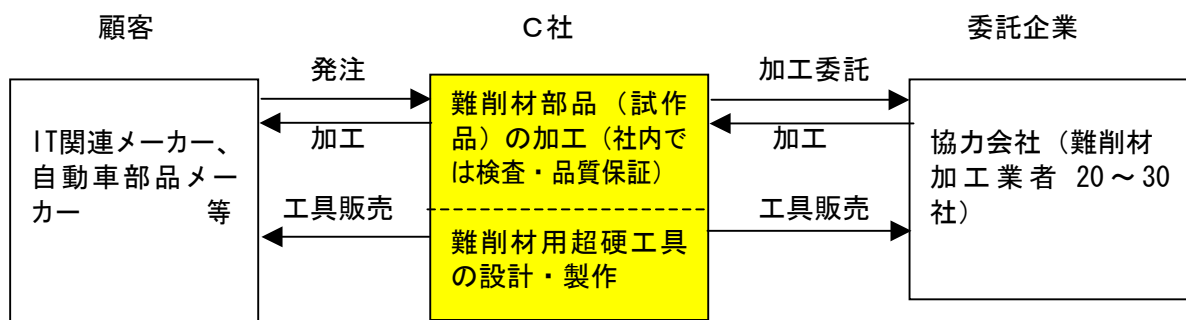 顧客
C社
委託企業
発注
加工
工具販売
IT関連メーカー、
自動車部品メー
カー 等
難削材部品（試作
品）の加工（社内で
は検査・品質保証）
難削材用超硬工具
の設計・製作
加工委託
加工
工具販売
協力会社（難削材
加工業者 20～30
社）